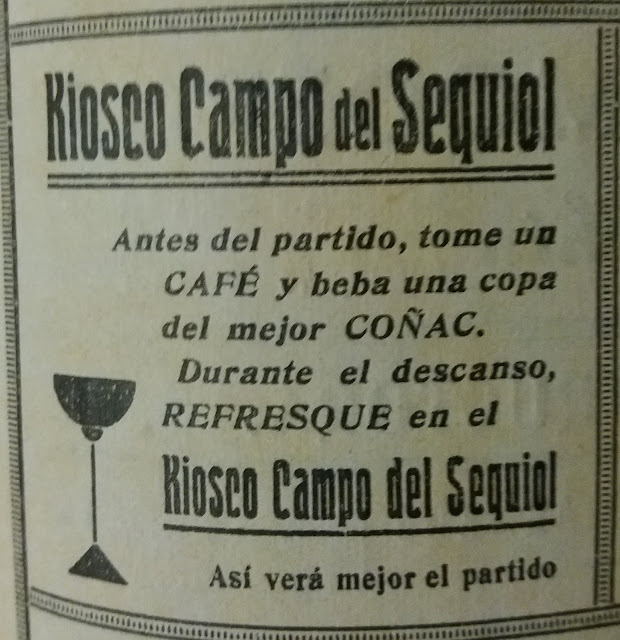 Kiosco Campo del Sequiol
Antes del partido, tome un
CAFÉ y beba una copa
del mejor COÑAC.
Durante el descanso,
REFRESQUE en el
Kiosco Campo del Sequiol
Así verá mejor el partido